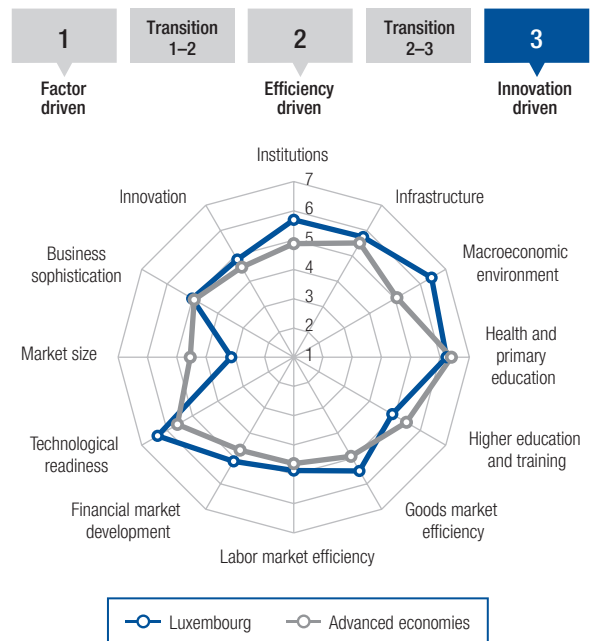 1
Transition
1–2
2
Transition
2–3
3
Factor
driven
Efficiency
driven
Innovation
driven
Institutions
7
Innovation
Infrastructure
6
5
Business
sophistication
Macroeconomic
environment
4
3
2
Market size
1
Health and
primary
education
Technological
readiness
Higher education
and training
Financial market
development
Goods market
efficiency
Labor market efficiency
Luxembourg
Advanced economies